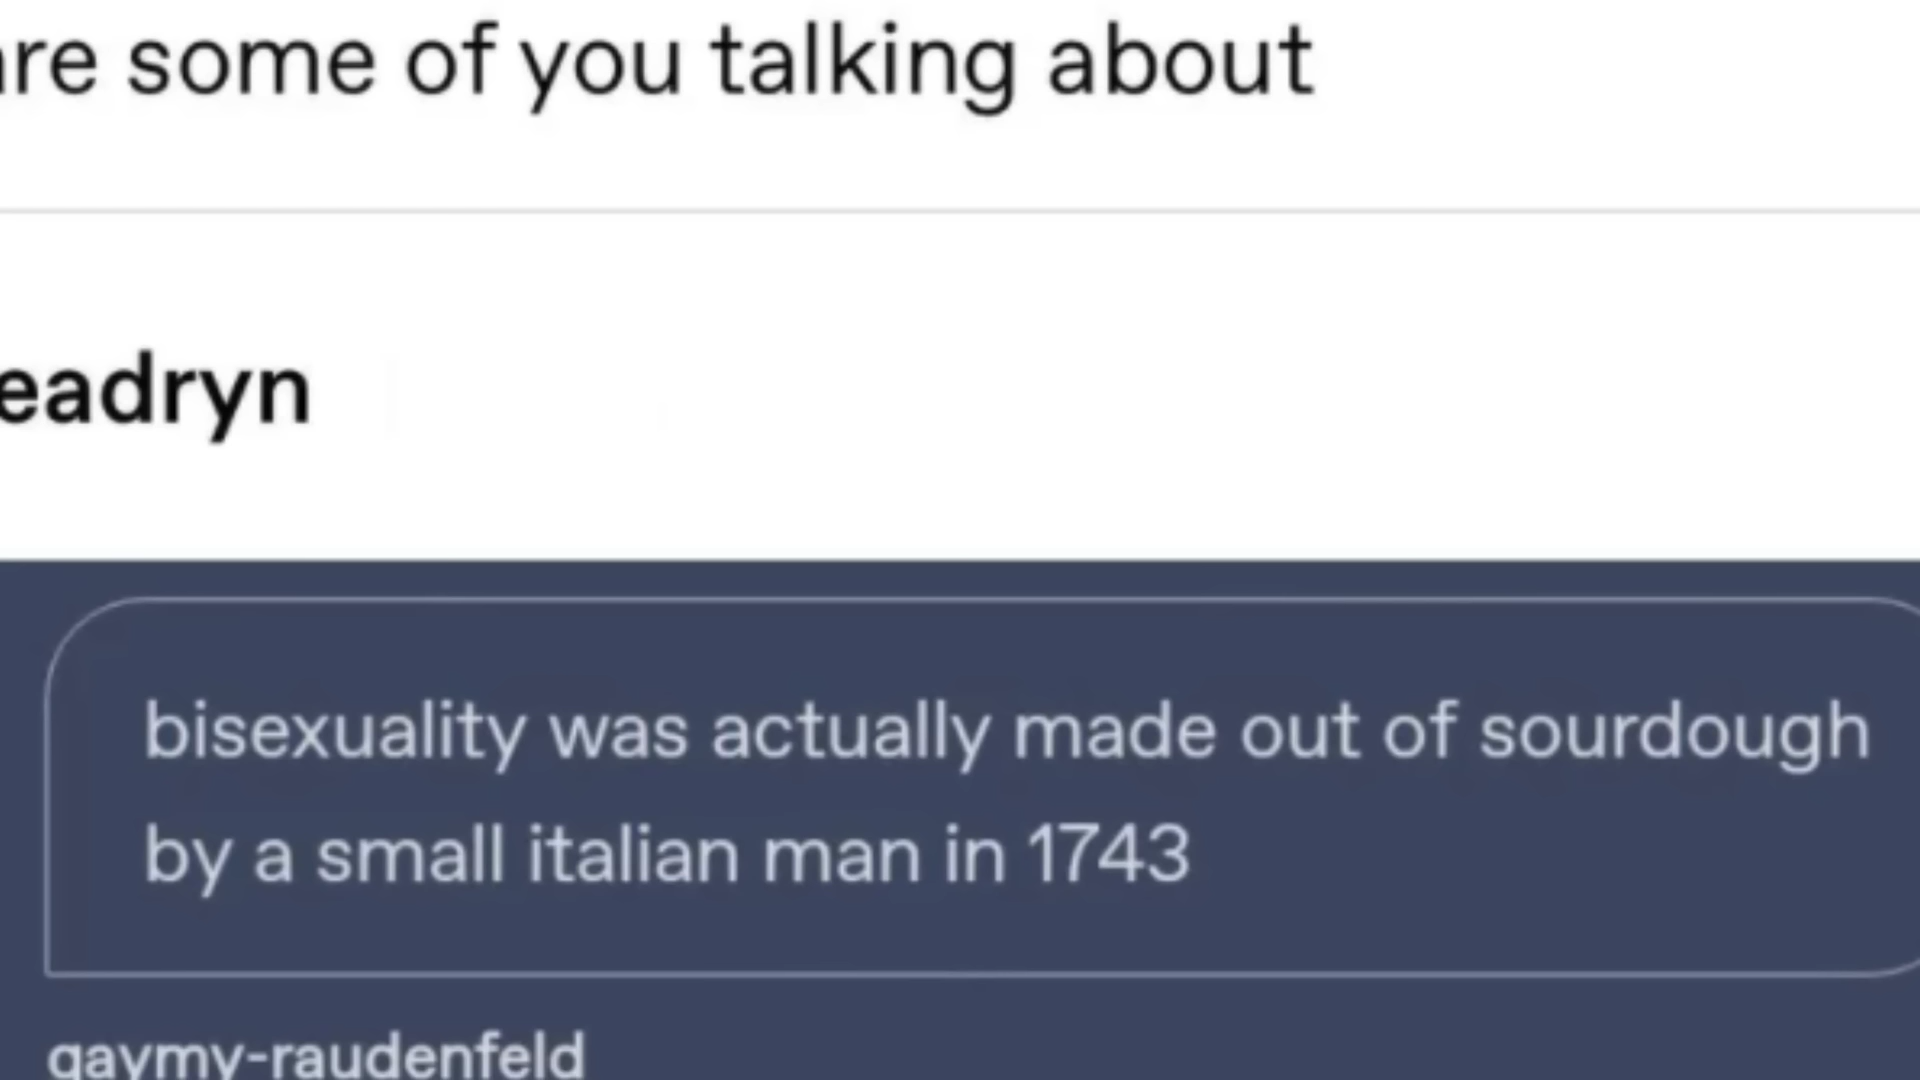 are some of you talking about
eadryn
bisexuality was actually made out of sourdough
by a small italian man in 1743
gaymy-raudenfeld